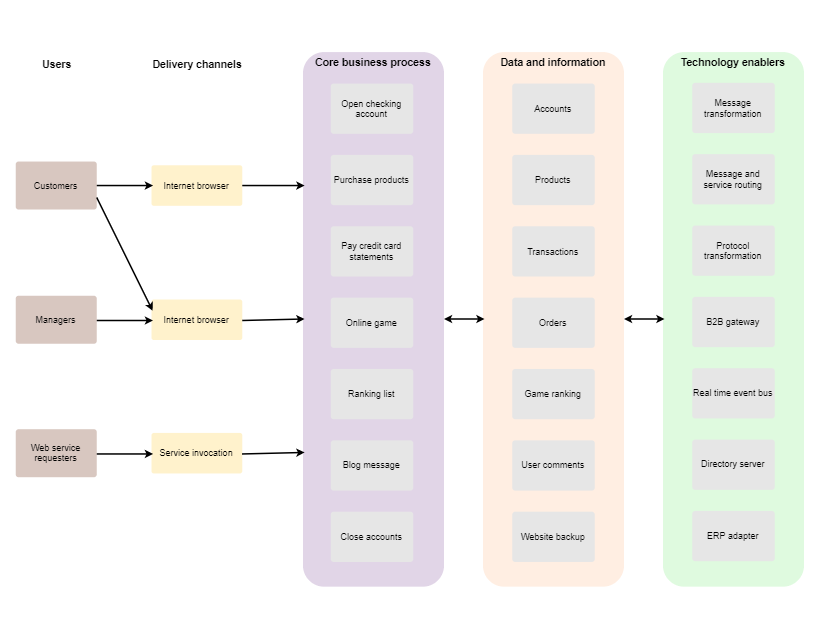 Users
Delivery channels
Core business process
Data and information
Technology enablers
Customers
Managers
Web service
requesters
Internet browser
Internet browser
Service invocation
Open checking
account
Purchase products
Pay credit card
statements
Online game
Ranking list
Blog message
Close accounts
Accounts
Products
Transactions
Orders
Game ranking
User comments
Website backup
Message
transformation
Message and
service routing
Protocol
transformation
B2B gateway
Real time event bus
Directory server
ERP adapter